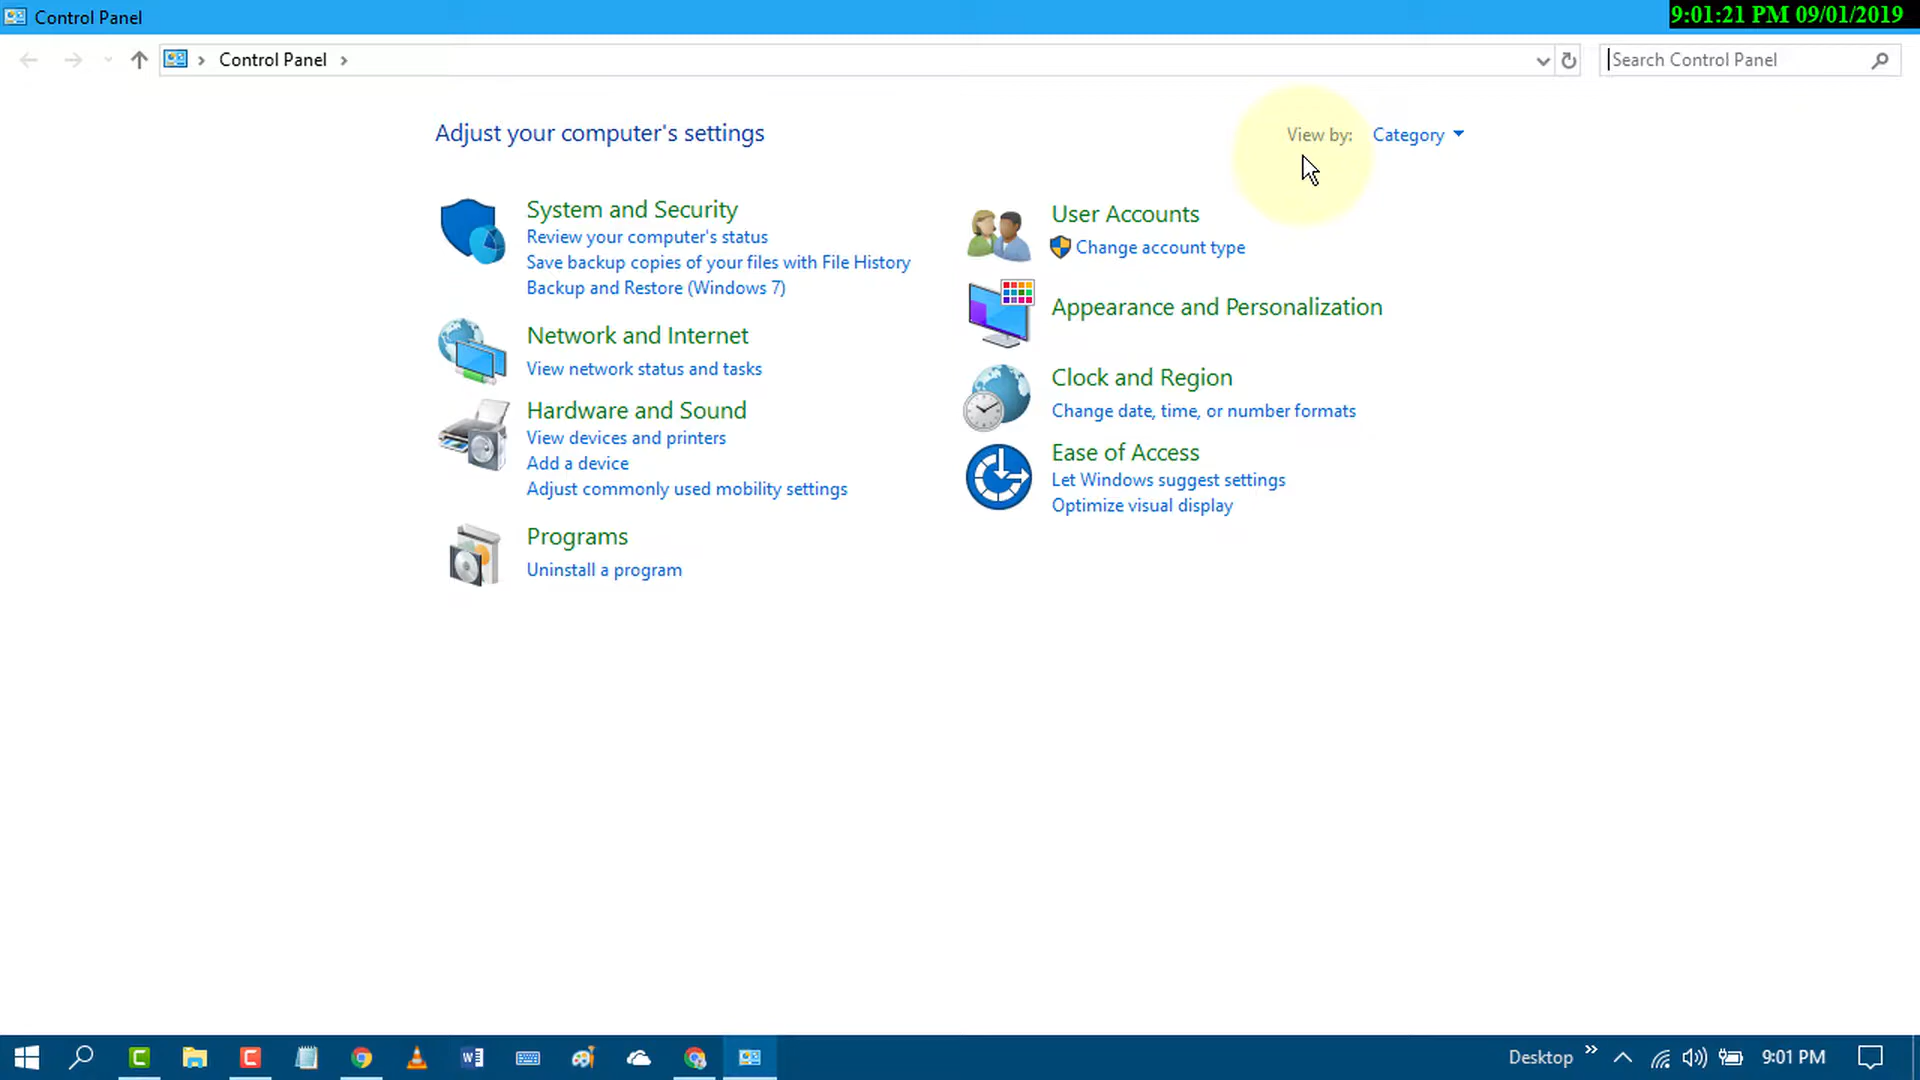 Control Panel
9:01:21 PM 09/01/2019
Control Panel
Search Control Panel
Adjust your computer's settings
View by: Category
System and Security
Review your computer's status
Save backup copies of your files with File History
Backup and Restore (Windows 7)
Network and Internet
View network status and tasks
Hardware and Sound
View devices and printers
Add a device
Adjust commonly used mobility settings
Programs
Uninstall a program
User Accounts
Change account type
Appearance and Personalization
Clock and Region
Change date, time, or number formats
Ease of Access
Let Windows suggest settings
Optimize visual display
Desktop
9:01 PM